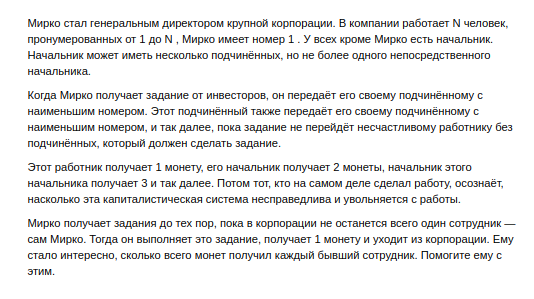 Мирко стал генеральным директором крупной корпорации. В компании работает N человек,
пронумерованных от 1 до N , Мирко имеет номер 1 . У всех кроме Мирко есть начальник.
Начальник может иметь несколько подчинённых, но не более одного непосредственного
начальника.
Когда Мирко получает задание от инвесторов, он передаёт его своему подчинённому с
наименьшим номером. Этот подчинённый также передаёт его своему подчинённому с
наименьшим номером, и так далее, пока задание не перейдёт несчастливому работнику без
подчинённых, который должен сделать задание.
Этот работник получает 1 монету, его начальник получает 2 монеты, начальник этого
начальника получает 3 и так далее. Потом тот, кто на самом деле сделал работу, осознаёт,
насколько эта капиталистическая система несправедлива и увольняется с работы.
Мирко получает задания до тех пор, пока в корпорации не останется всего один сотрудник —
сам Мирко. Тогда он выполняет это задание, получает 1 монету и уходит из корпорации. Ему
стало интересно, сколько всего монет получил каждый бывший сотрудник. Помогите ему с
этим.